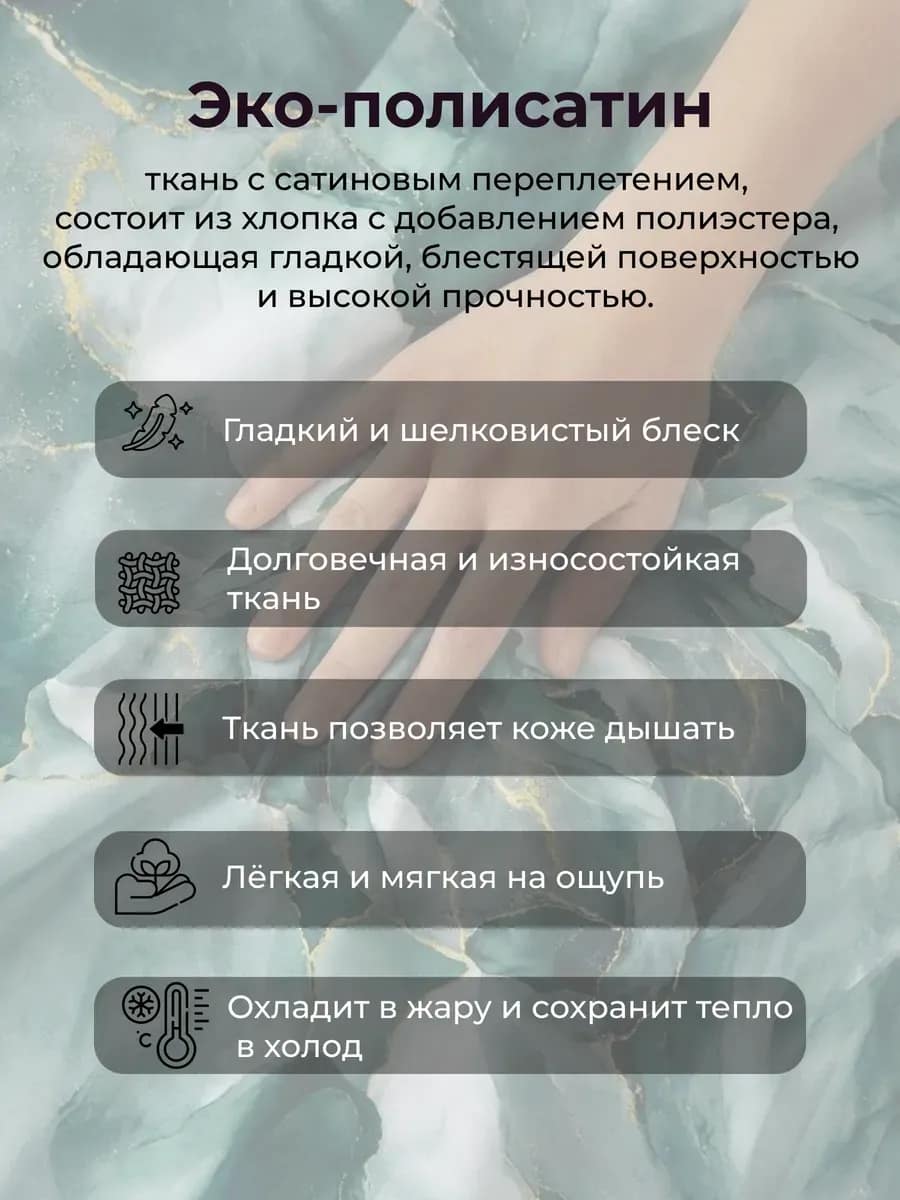 Эко-полисатин
ткань с сатиновым переплетением,
состоит из хлопка с добавлением полиэстера,
обладающая гладкой, блестящей поверхностью
и высокой прочностью.
Гладкий и шелковистый блеск
Долговечная и износостойкая
ткань
Ткань позволяет коже дышать
Лёгкая и мягкая на ощупь
Охладит в жару и сохранит тепло
в холод
°C